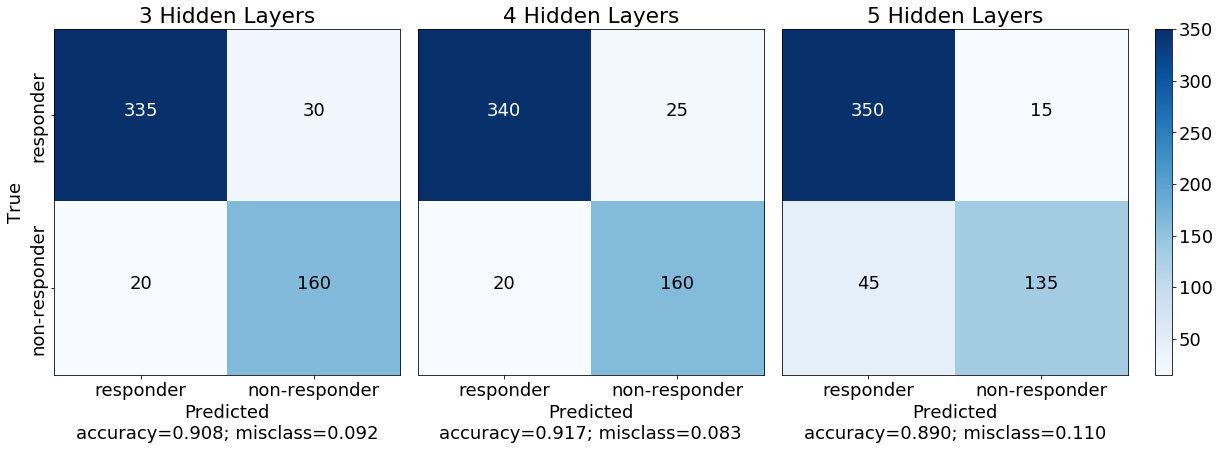 3 Hidden Layers
4 Hidden Layers
5 Hidden Layers
True
responder
non-responder
335
30
20
160
340
25
20
160
350
15
45
135
responder
non-responder
responder
non-responder
responder
non-responder
Predicted
Predicted
Predicted
accuracy=0.908; misclass=0.092
accuracy=0.917; misclass=0.083
accuracy=0.890; misclass=0.110
350
300
250
200
150
100
50